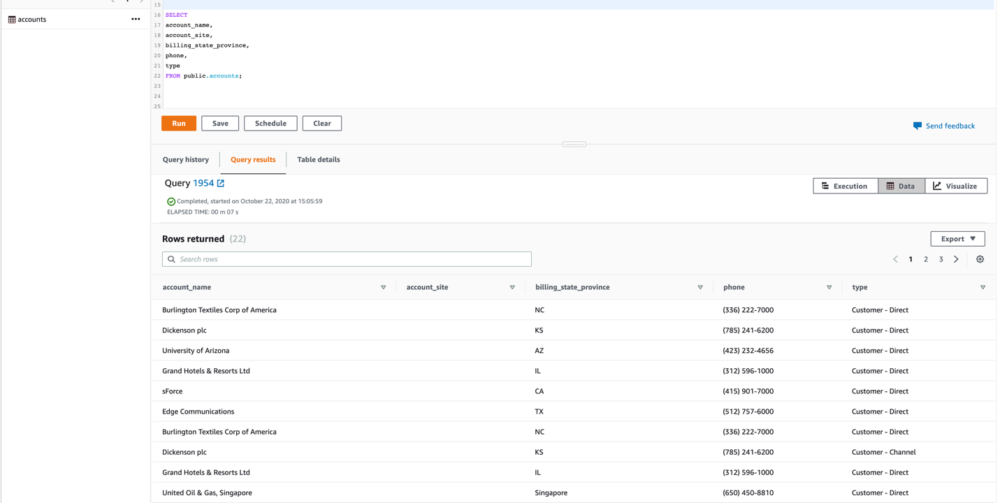 15
accounts
16 SELECT
17 account_name,
18 account_site,
19 billing_state_province,
20 phone,
21 type
22 FROM public.accounts;
23
24
25
Run Save Schedule Clear
Send feedback
Query history Query results Table details
Query 1954
Execution Data Visualize
Completed, started on October 22, 2020 at 15:05:59
ELAPSED TIME: 00 m 07 s
Rows returned (22)
Export
Search rows
1 2 3
account_name account_site billing_state_province phone type
Burlington Textiles Corp of America NC (336) 222-7000 Customer - Direct
Dickenson plc KS (785) 241-6200 Customer - Direct
University of Arizona AZ (423) 232-4656 Customer - Direct
Grand Hotels & Resorts Ltd IL (312) 596-1000 Customer - Direct
sForce CA (415) 901-7000 Customer - Direct
Edge Communications TX (512) 757-6000 Customer - Direct
Burlington Textiles Corp of America NC (336) 222-7000 Customer - Direct
Dickenson plc KS (785) 241-6200 Customer - Channel
Grand Hotels & Resorts Ltd IL (312) 596-1000 Customer - Direct
United Oil & Gas, Singapore Singapore (650) 450-8810 Customer - Direct